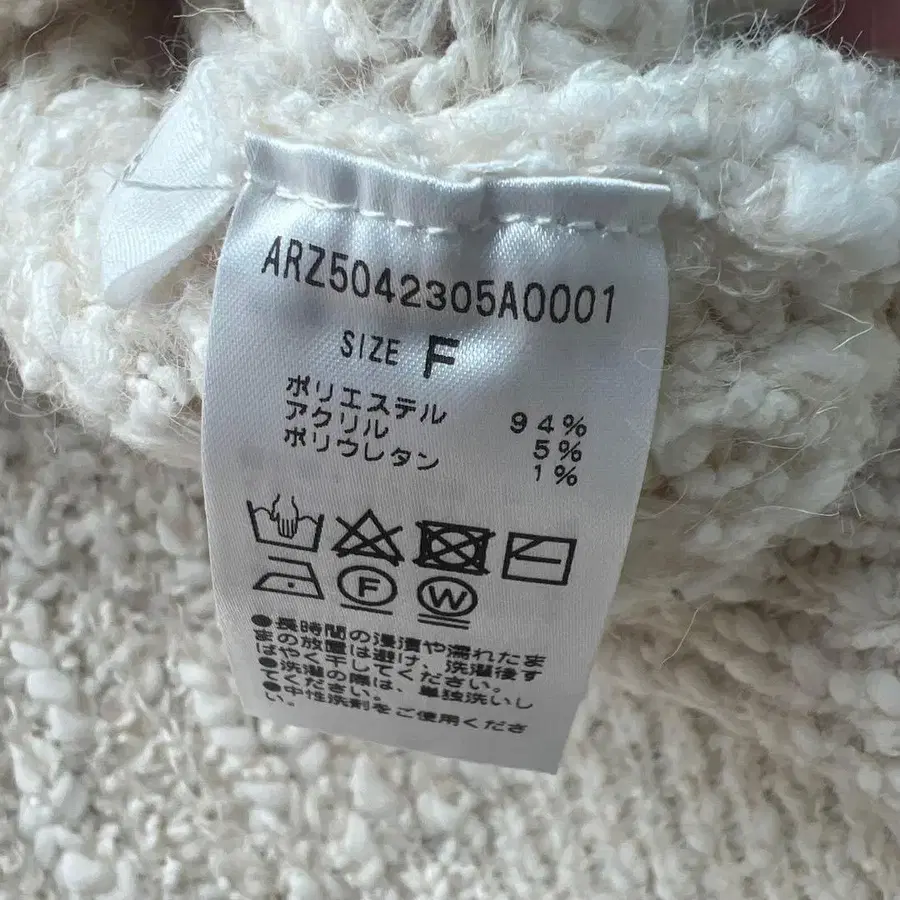 ARZ5042305A0001
SIZE F
ポリエステル 94%
アクリル 5%
ポリウレタン 1%
F W
●長時間の浸漬や濡れたま
まの放置は避け、洗濯後す
ばやく干してください。
●洗濯の際は、単独洗いし
てください。
●中性洗剤をご使用くださ
い。